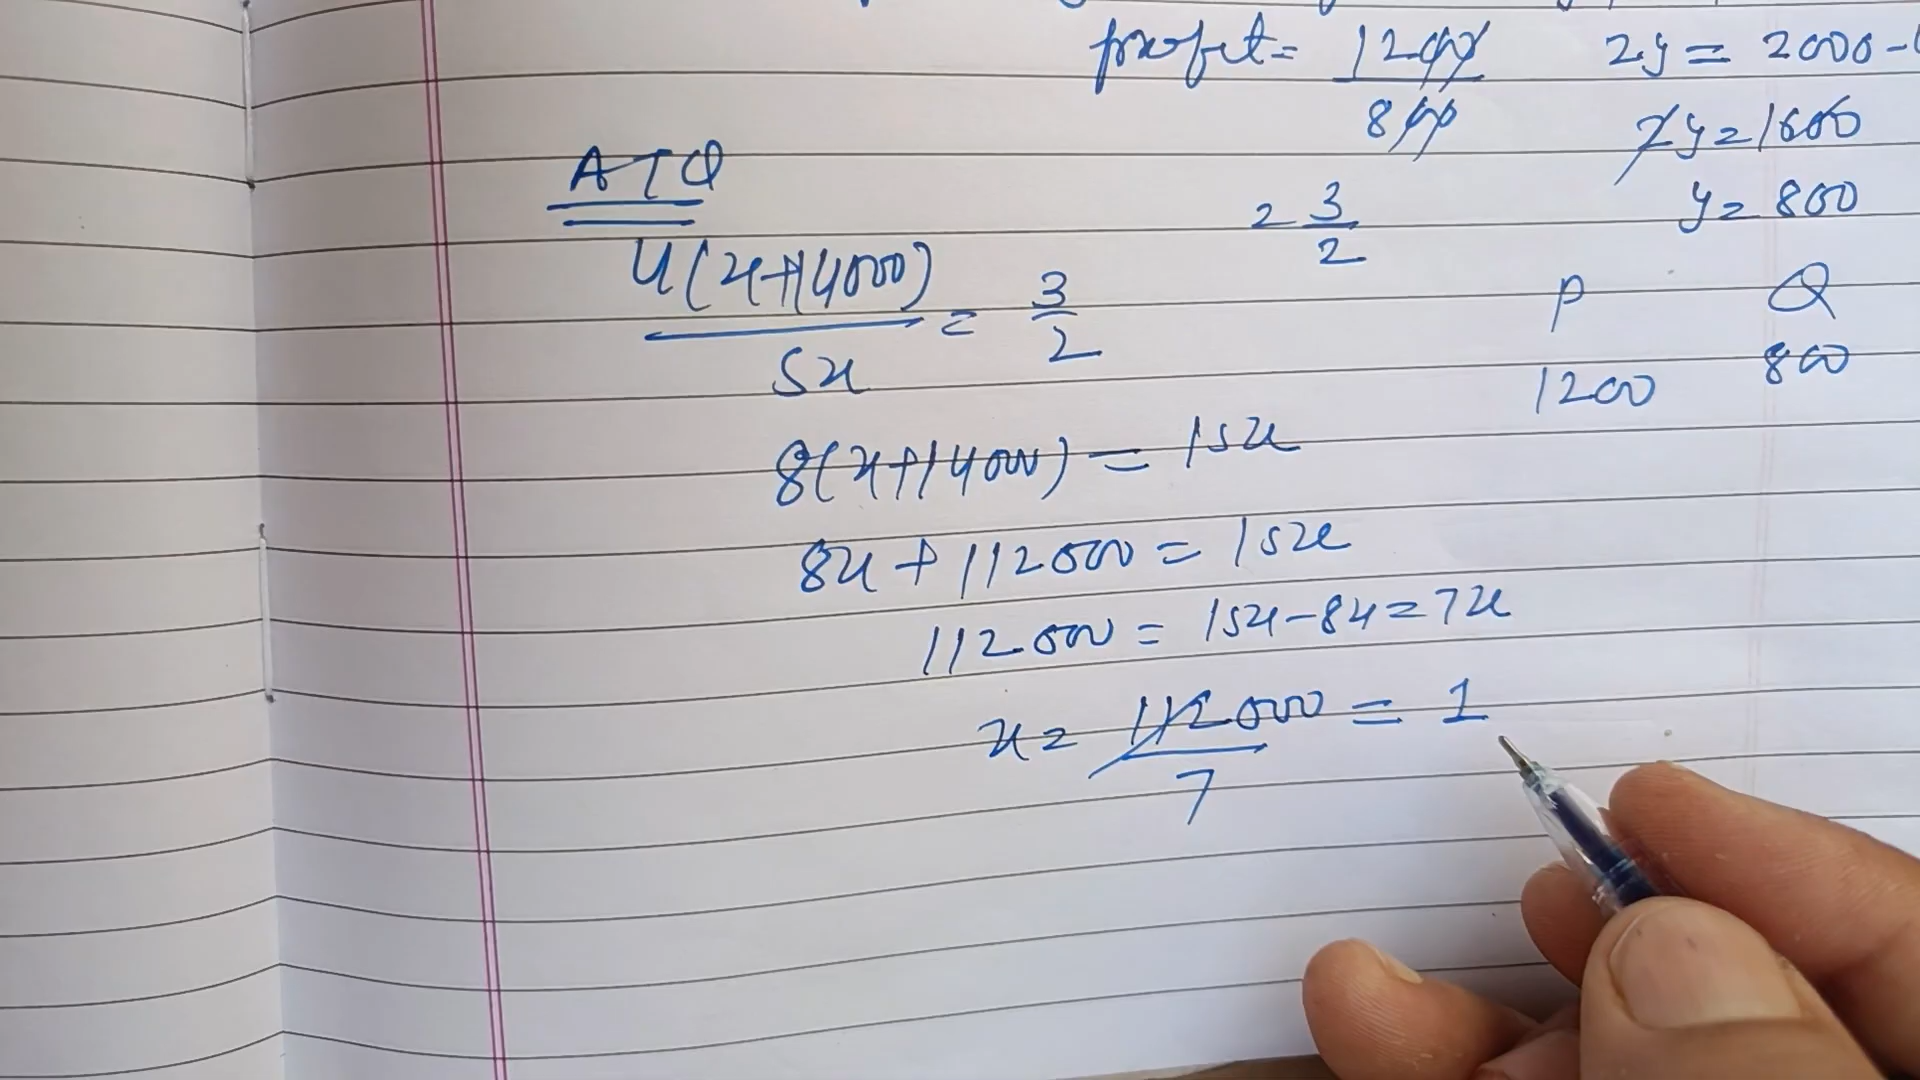 profit = 1200/800
2y = 2000 -
2y = 1600
= 3/2
y = 800
ATQ
4(x+14000)/5x = 3/2
P Q
1200 800
8(x+14000) = 15x
8x + 112000 = 15x
112000 = 15x - 8x = 7x
x = 112000/7 = 1